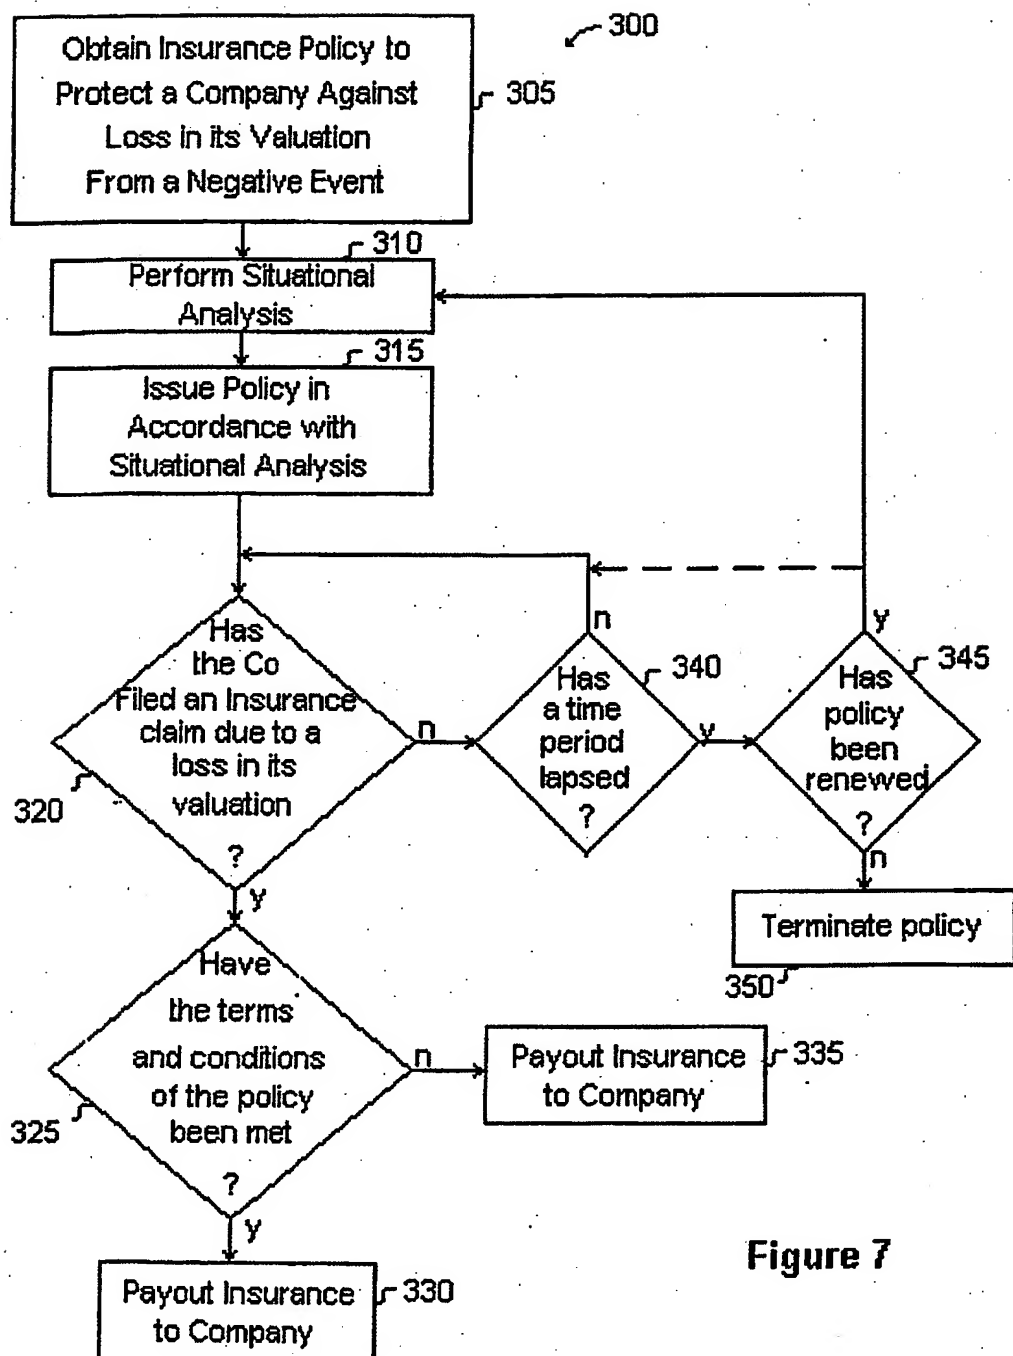 300
Obtain Insurance Policy to
Protect a Company Against
Loss in its Valuation
From a Negative Event
305
310
Perform Situational
Analysis
315
Issue Policy in
Accordance with
Situational Analysis
Has
the Co
Filed an Insurance
claim due to a
loss in its
valuation
?
320
n
y
Has
a time
period
lapsed
?
340
n
y
Has
policy
been
renewed
?
345
y
n
Terminate policy
350
Have
the terms
and conditions
of the policy
been met
?
325
n
y
Payout Insurance
to Company
335
Payout Insurance
to Company
330
Figure 7